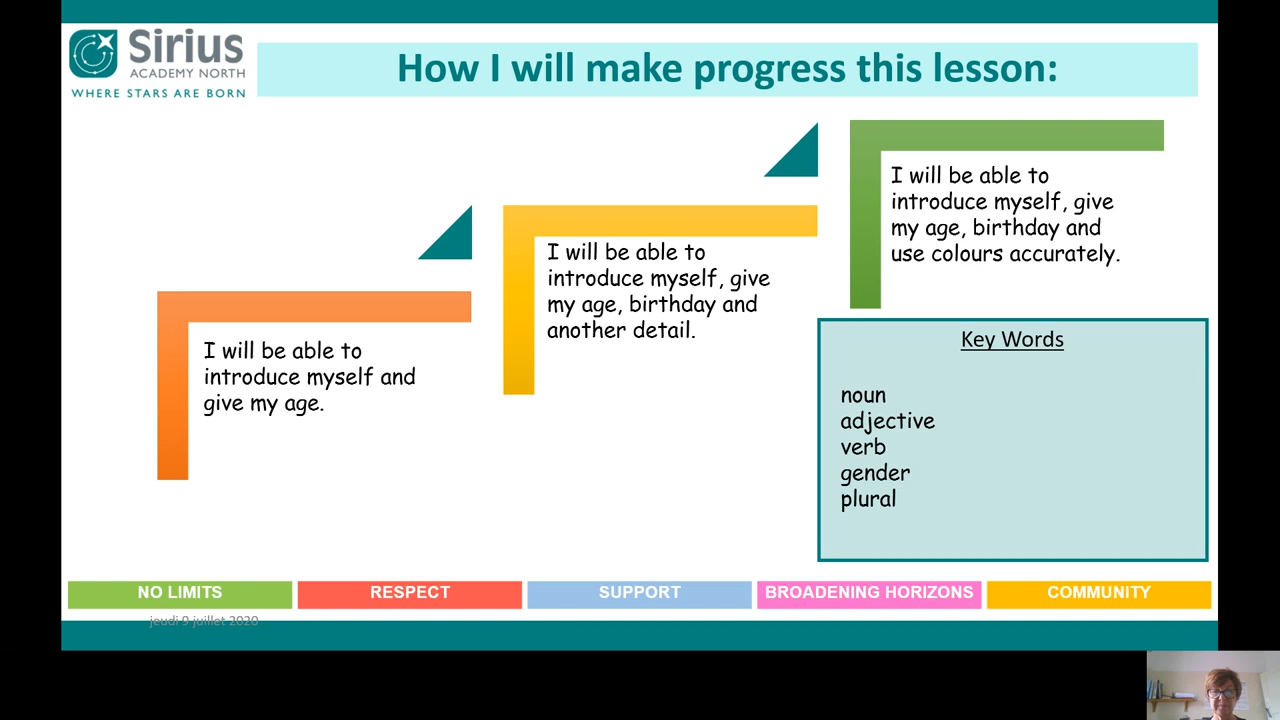 Sirius
ACADEMY NORTH
WHERE STARS ARE BORN
How I will make progress this lesson:
I will be able to
introduce myself and
give my age.
I will be able to
introduce myself, give
my age, birthday and
another detail.
I will be able to
introduce myself, give
my age, birthday and
use colours accurately.
Key Words
noun
adjective
verb
gender
plural
NO LIMITS
RESPECT
SUPPORT
BROADENING HORIZONS
COMMUNITY
jeudi 9 juillet 2020